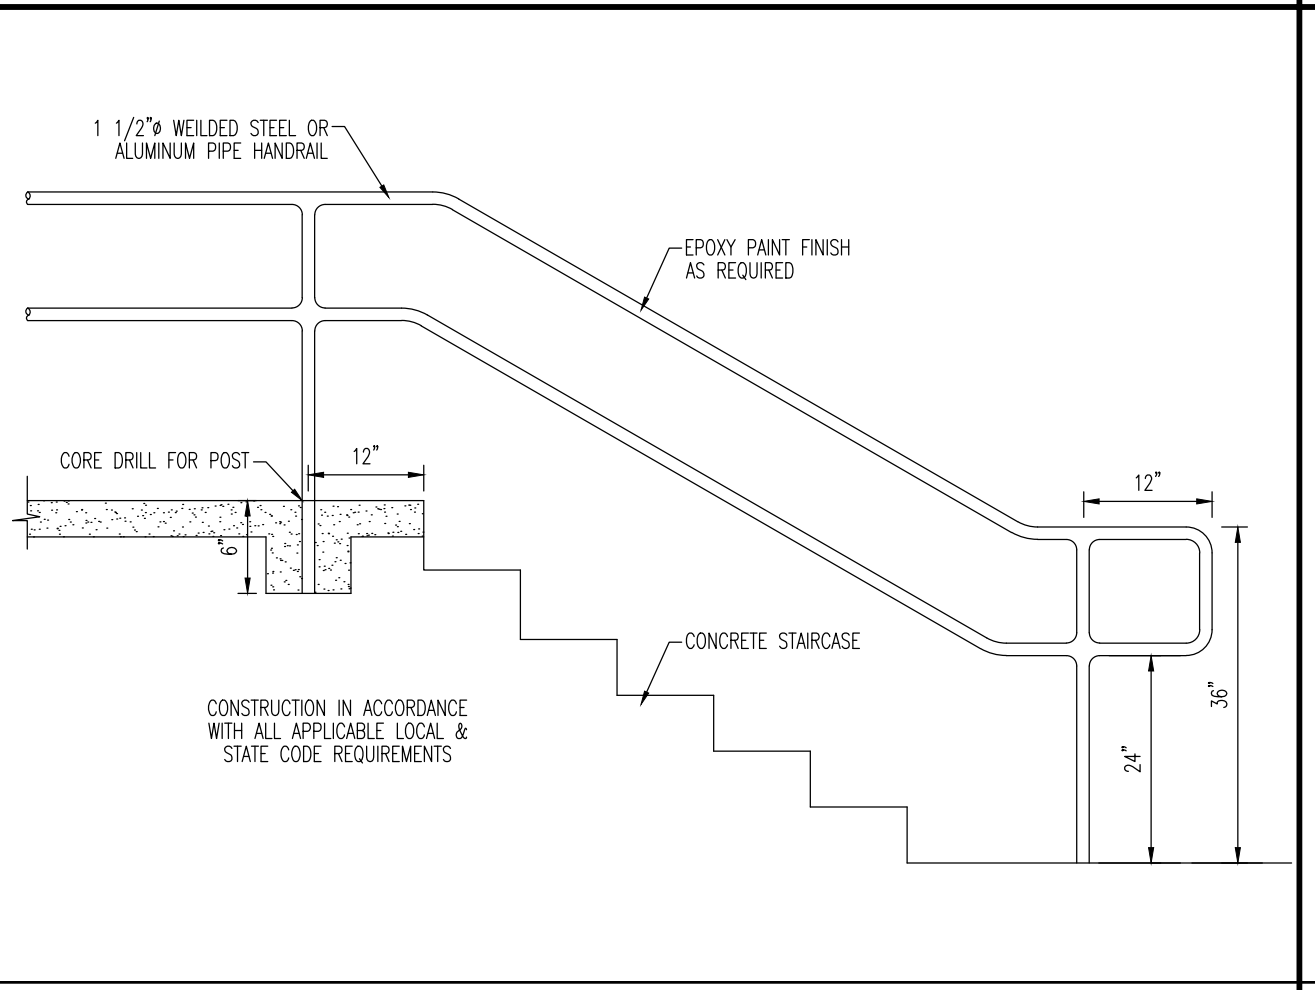 1 1/2"ø WEILDED STEEL OR
ALUMINUM PIPE HANDRAIL
EPOXY PAINT FINISH
AS REQUIRED
CORE DRILL FOR POST
12"
12"
6"
CONCRETE STAIRCASE
36"
24"
CONSTRUCTION IN ACCORDANCE
WITH ALL APPLICABLE LOCAL &
STATE CODE REQUIREMENTS